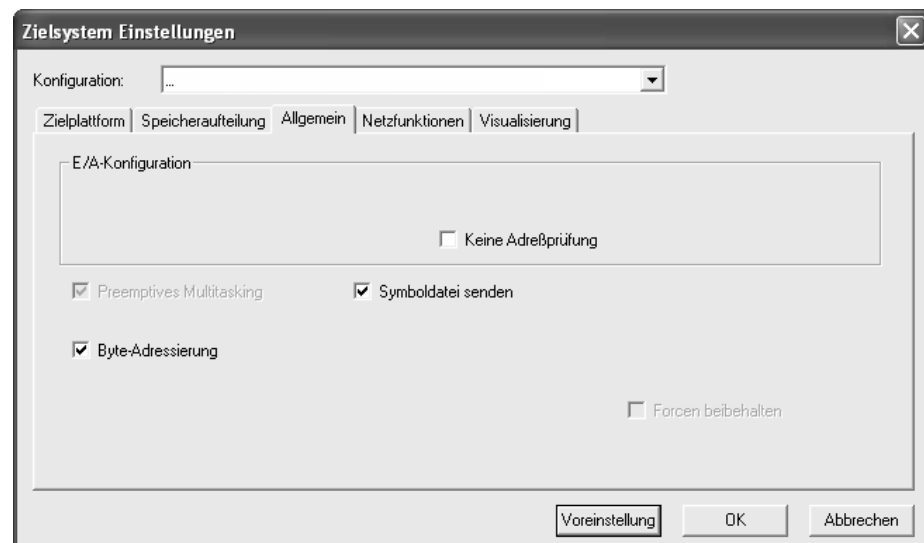 Zielsystem Einstellungen
Konfiguration: ...
Zielplattform Speicheraufteilung Allgemein Netzfunktionen Visualisierung
E/A-Konfiguration
Keine Adreßprüfung
Preemptives Multitasking Symboldatei senden
Byte-Adressierung
Forcen beibehalten
Voreinstellung OK Abbrechen